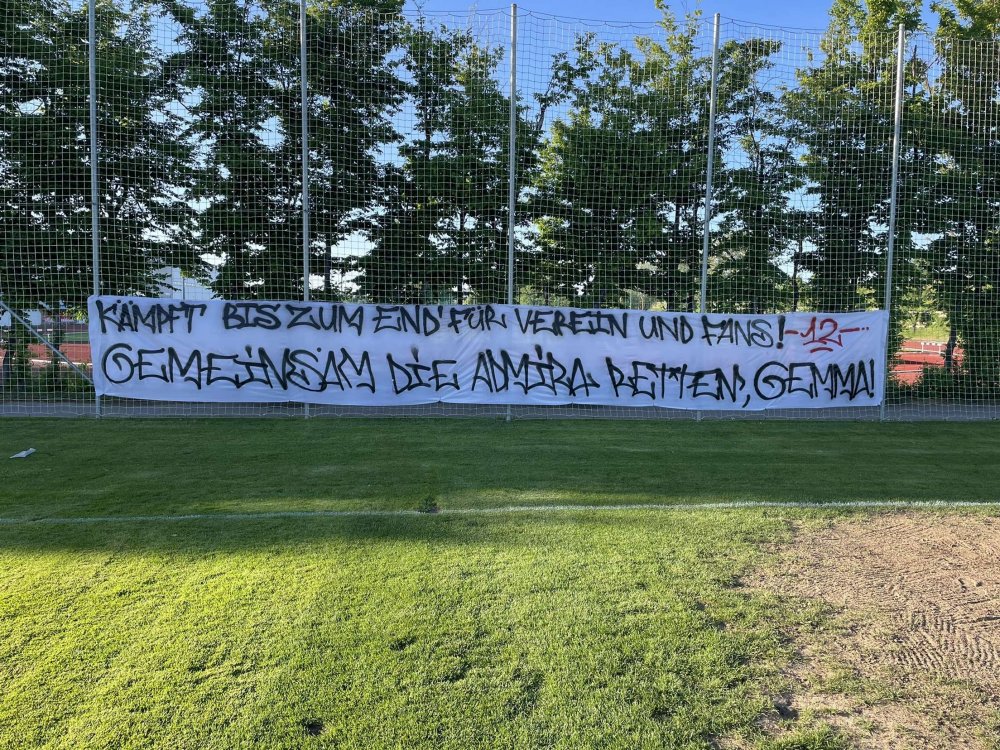 KÄMPFT BIS ZUM END' FÜR VEREIN UND FANS! -12-
GEMEINSAM DIE ADMIRA RETTEN, GEMMA!